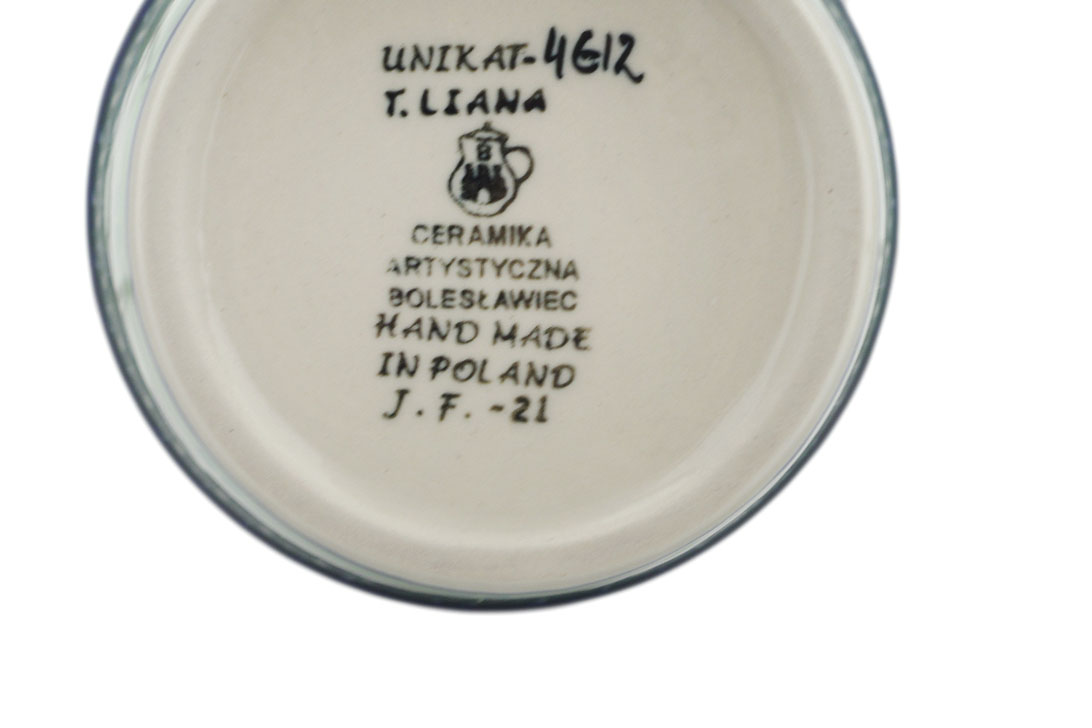 UNIKAT-4612
T. LIANA
B
CERAMIKA
ARTYSTYCZNA
BOLESŁAWIEC
HAND MADE
IN POLAND
J. F. -21